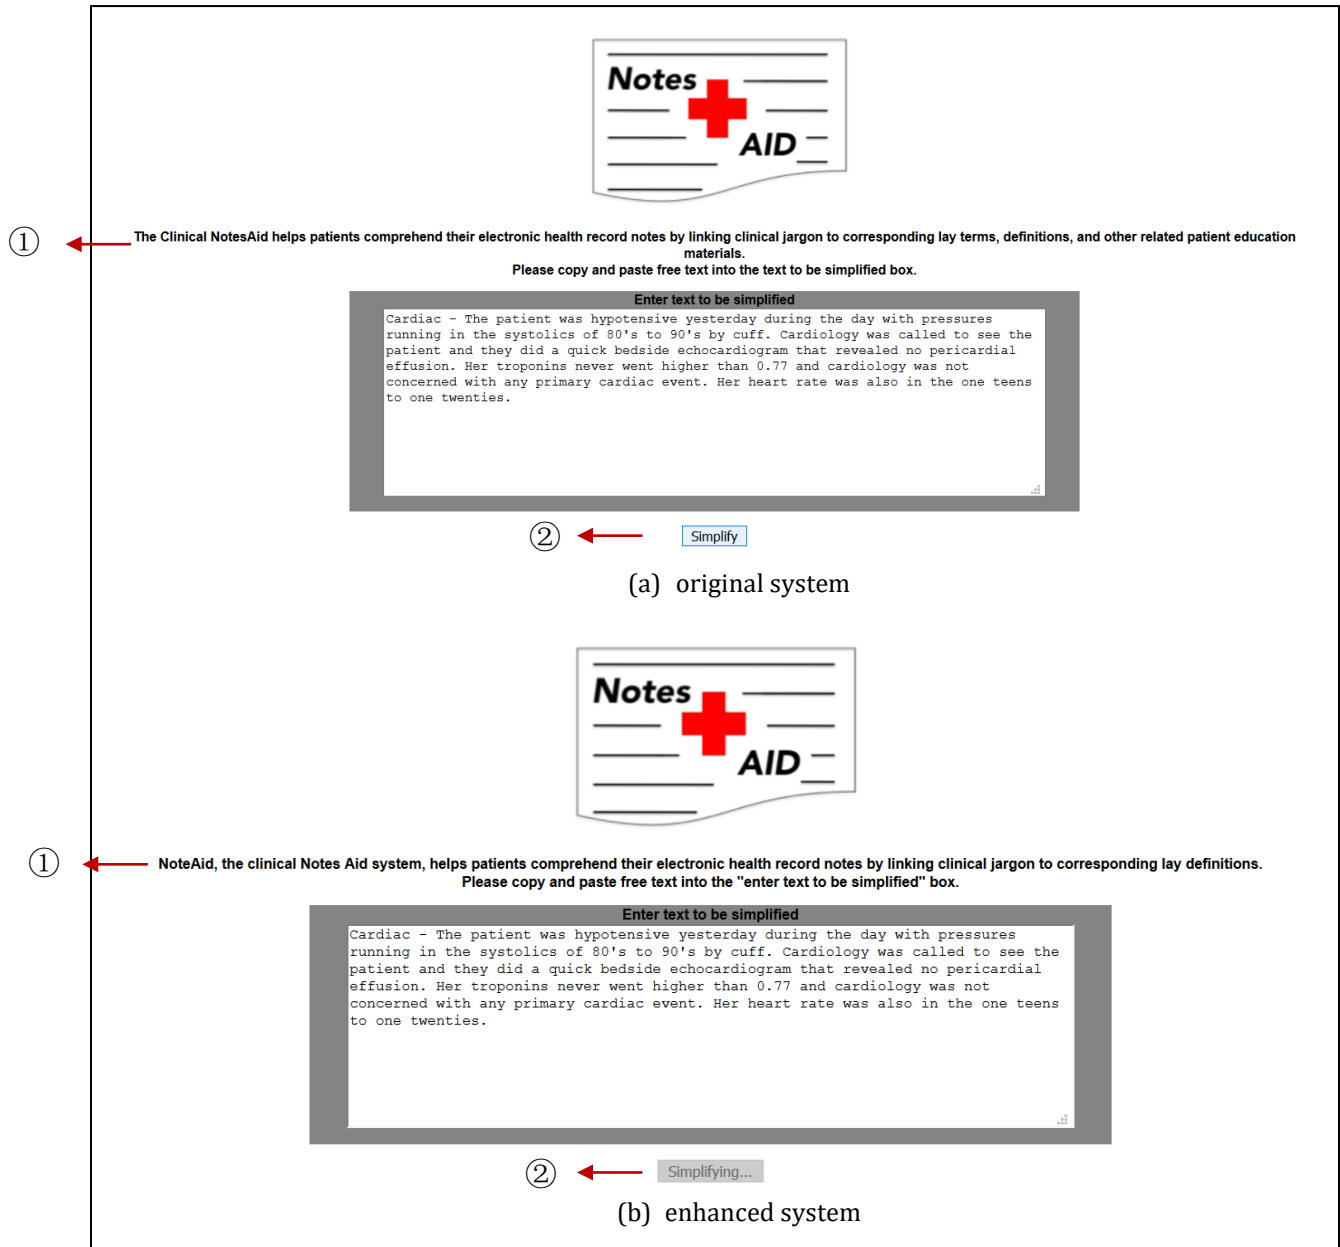 Notes
AID
① The Clinical NotesAid helps patients comprehend their electronic health record notes by linking clinical jargon to corresponding lay terms, definitions, and other related patient education
materials.
Please copy and paste free text into the text to be simplified box.
Enter text to be simplified
Cardiac - The patient was hypotensive yesterday during the day with pressures
running in the systolics of 80's to 90's by cuff. Cardiology was called to see the
patient and they did a quick bedside echocardiogram that revealed no pericardial
effusion. Her troponins never went higher than 0.77 and cardiology was not
concerned with any primary cardiac event. Her heart rate was also in the one teens
to one twenties.
② Simplify
(a) original system
Notes
AID
① NoteAid, the clinical Notes Aid system, helps patients comprehend their electronic health record notes by linking clinical jargon to corresponding lay definitions.
Please copy and paste free text into the "enter text to be simplified" box.
Enter text to be simplified
Cardiac - The patient was hypotensive yesterday during the day with pressures
running in the systolics of 80's to 90's by cuff. Cardiology was called to see the
patient and they did a quick bedside echocardiogram that revealed no pericardial
effusion. Her troponins never went higher than 0.77 and cardiology was not
concerned with any primary cardiac event. Her heart rate was also in the one teens
to one twenties.
② Simplifying...
(b) enhanced system